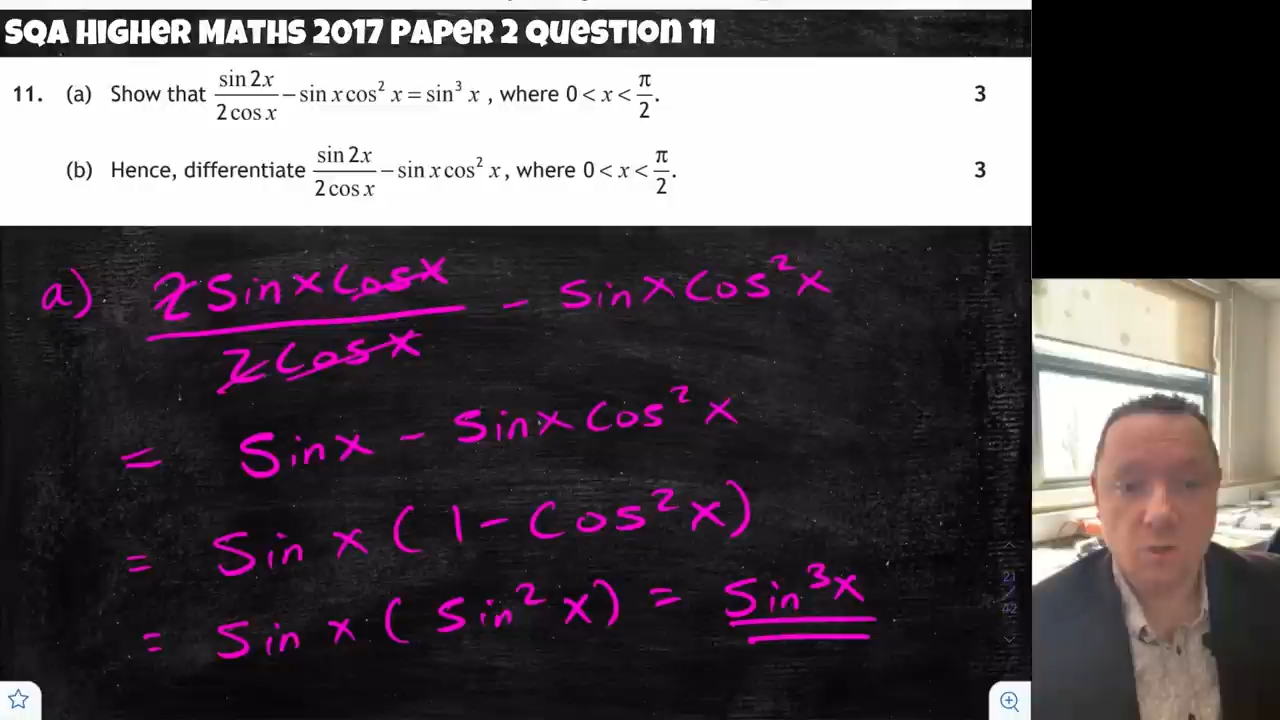 SQA HIGHER MATHS 2017 PAPER 2 QUESTION 11
11. (a) Show that sin 2x / 2 cos x − sin x cos² x = sin³ x , where 0 < x < π/2. 3
(b) Hence, differentiate sin 2x / 2 cos x − sin x cos² x , where 0 < x < π/2. 3
a) 2 Sin x Cos x / 2 Cos x − Sin x Cos² x
= Sin x − Sin x Cos² x
= Sin x ( 1 − Cos² x )
= Sin x ( Sin² x ) = Sin³ x
21
/
42